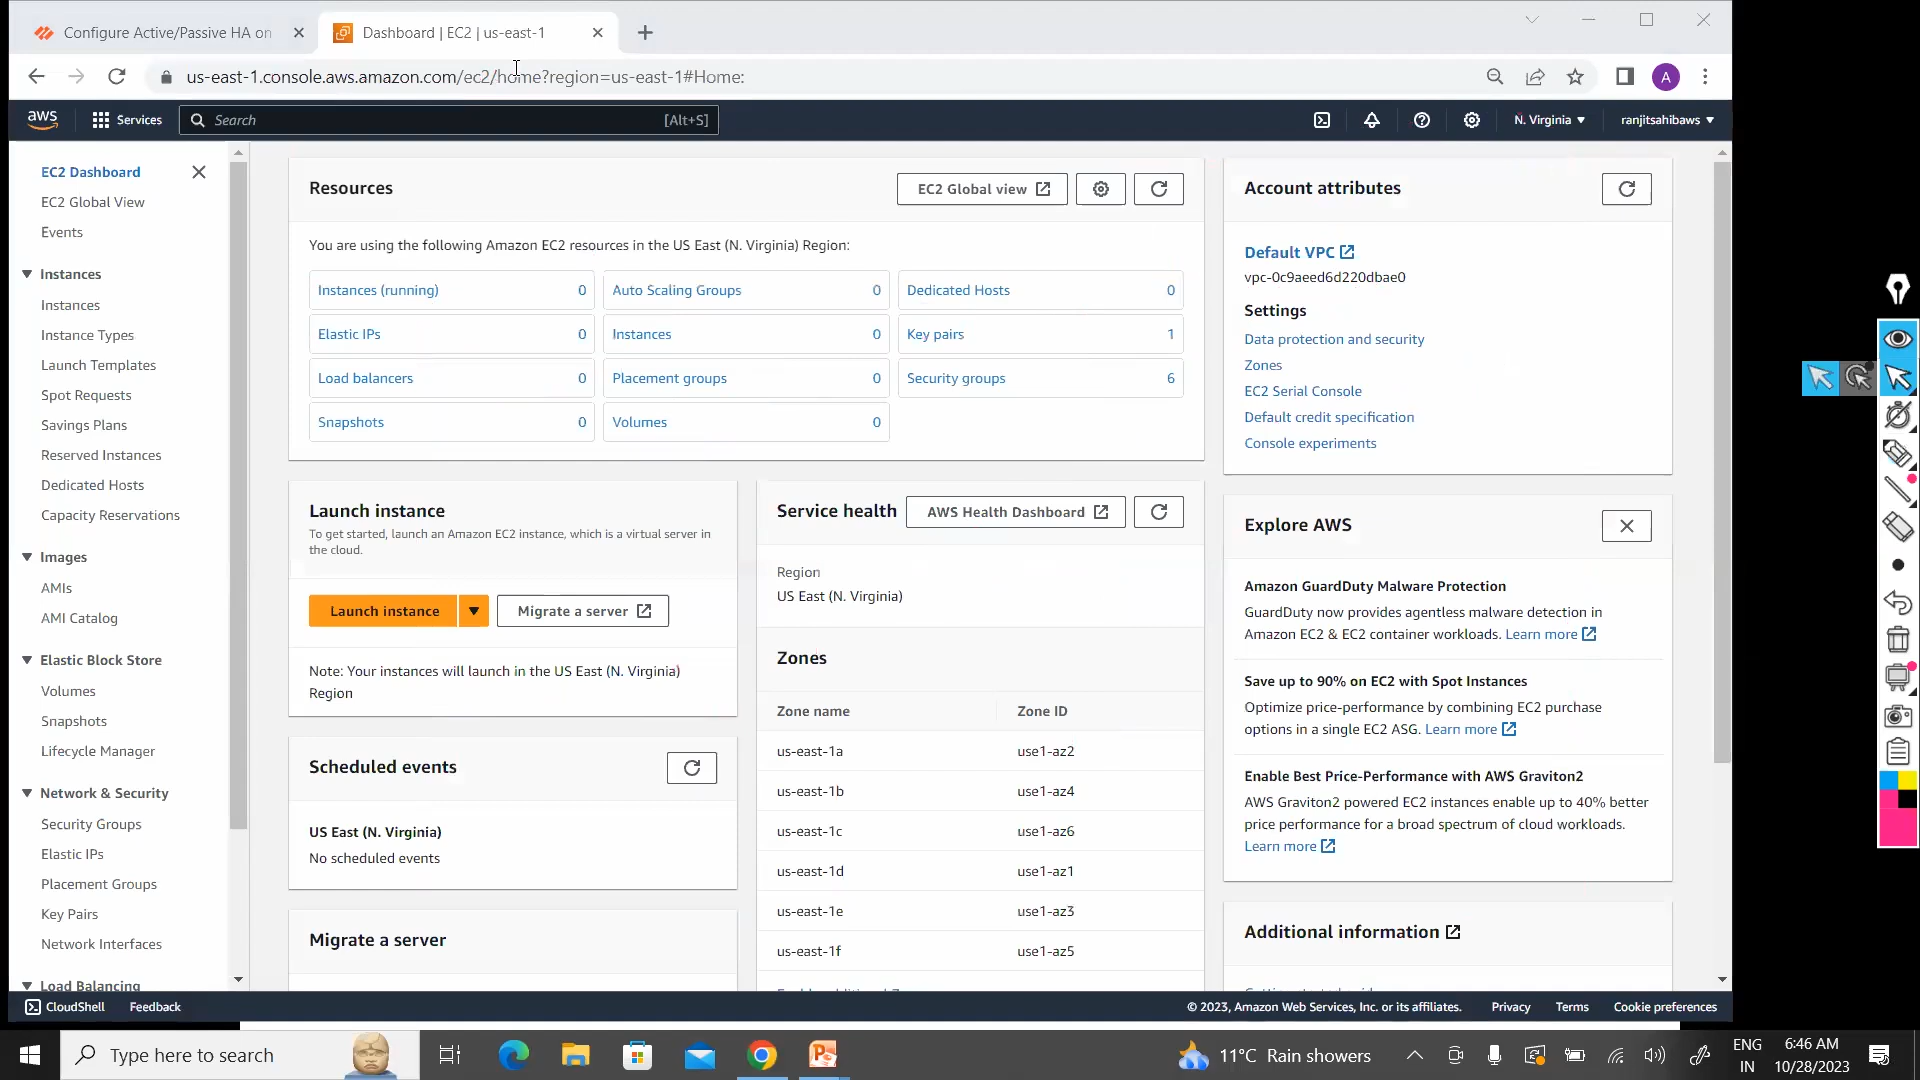 Configure Active/Passive HA on
Dashboard | EC2 | us-east-1
us-east-1.console.aws.amazon.com/ec2/home?region=us-east-1#Home:
A
aws
Services
Search
[Alt+S]
N. Virginia
ranjitsahibaws
EC2 Dashboard
EC2 Global View
Events
Instances
Instances
Instance Types
Launch Templates
Spot Requests
Savings Plans
Reserved Instances
Dedicated Hosts
Capacity Reservations
Images
AMIs
AMI Catalog
Elastic Block Store
Volumes
Snapshots
Lifecycle Manager
Network & Security
Security Groups
Elastic IPs
Placement Groups
Key Pairs
Network Interfaces
Load Balancing
Resources
EC2 Global view
You are using the following Amazon EC2 resources in the US East (N. Virginia) Region:
Instances (running) 0
Auto Scaling Groups 0
Dedicated Hosts 0
Elastic IPs 0
Instances 0
Key pairs 1
Load balancers 0
Placement groups 0
Security groups 6
Snapshots 0
Volumes 0
Launch instance
To get started, launch an Amazon EC2 instance, which is a virtual server in
the cloud.
Launch instance
Migrate a server
Note: Your instances will launch in the US East (N. Virginia)
Region
Scheduled events
US East (N. Virginia)
No scheduled events
Migrate a server
Service health
AWS Health Dashboard
Region
US East (N. Virginia)
Zones
Zone name Zone ID
us-east-1a use1-az2
us-east-1b use1-az4
us-east-1c use1-az6
us-east-1d use1-az1
us-east-1e use1-az3
us-east-1f use1-az5
Account attributes
Default VPC
vpc-0c9aeed6d220dbae0
Settings
Data protection and security
Zones
EC2 Serial Console
Default credit specification
Console experiments
Explore AWS
Amazon GuardDuty Malware Protection
GuardDuty now provides agentless malware detection in
Amazon EC2 & EC2 container workloads. Learn more
Save up to 90% on EC2 with Spot Instances
Optimize price-performance by combining EC2 purchase
options in a single EC2 ASG. Learn more
Enable Best Price-Performance with AWS Graviton2
AWS Graviton2 powered EC2 instances enable up to 40% better
price performance for a broad spectrum of cloud workloads.
Learn more
Additional information
CloudShell
Feedback
© 2023, Amazon Web Services, Inc. or its affiliates.
Privacy
Terms
Cookie preferences
Type here to search
11°C Rain showers
ENG
IN
6:46 AM
10/28/2023